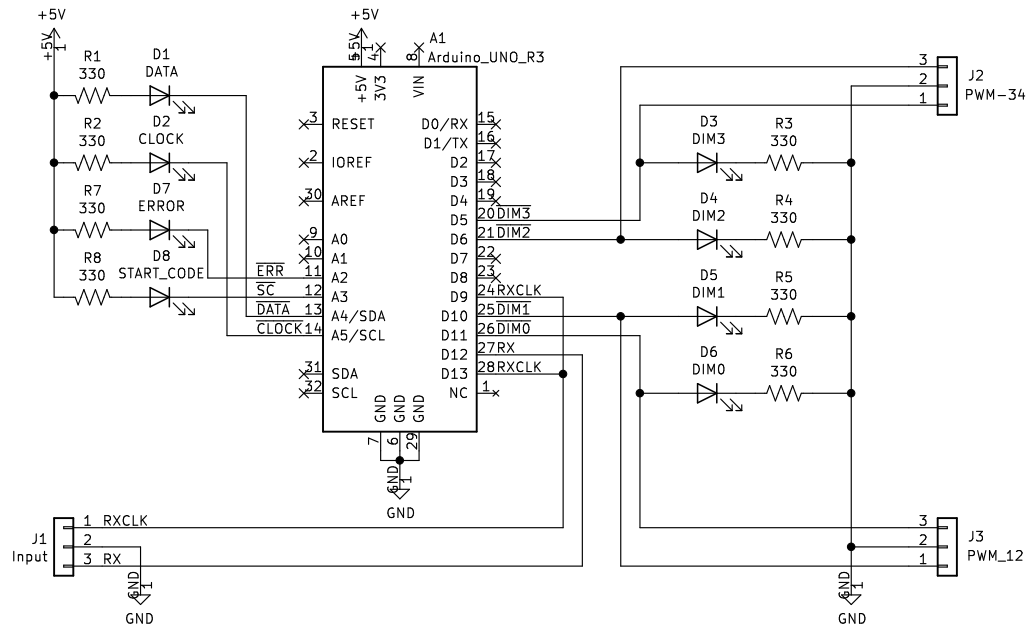 +5V
+5V
1
R1
330
D1
DATA
R2
330
D2
CLOCK
R7
330
D7
ERROR
R8
330
D8
START_CODE
+5V
+5V
1
5
4
8
A1
Arduino_UNO_R3
+5V
3V3
VIN
3 RESET
2 IOREF
30 AREF
9 A0
10 A1
ERR 11 A2
SC 12 A3
DATA 13 A4/SDA
CLOCK 14 A5/SCL
31 SDA
32 SCL
D0/RX 15
D1/TX 16
D2 17
D3 18
D4 19
D5 20 DIM3
D6 21 DIM2
D7 22
D8 23
D9 24 RXCLK
D10 25 DIM1
D11 26 DIM0
D12 27 RX
D13 28 RXCLK
NC 1
GND
GND
GND
7
6
29
GND
1
GND
3
2
1
J2
PWM-34
D3
DIM3
R3
330
D4
DIM2
R4
330
D5
DIM1
R5
330
D6
DIM0
R6
330
J1
Input
1 RXCLK
2
3 RX
GND
1
GND
3
2
1
J3
PWM_12
GND
1
GND